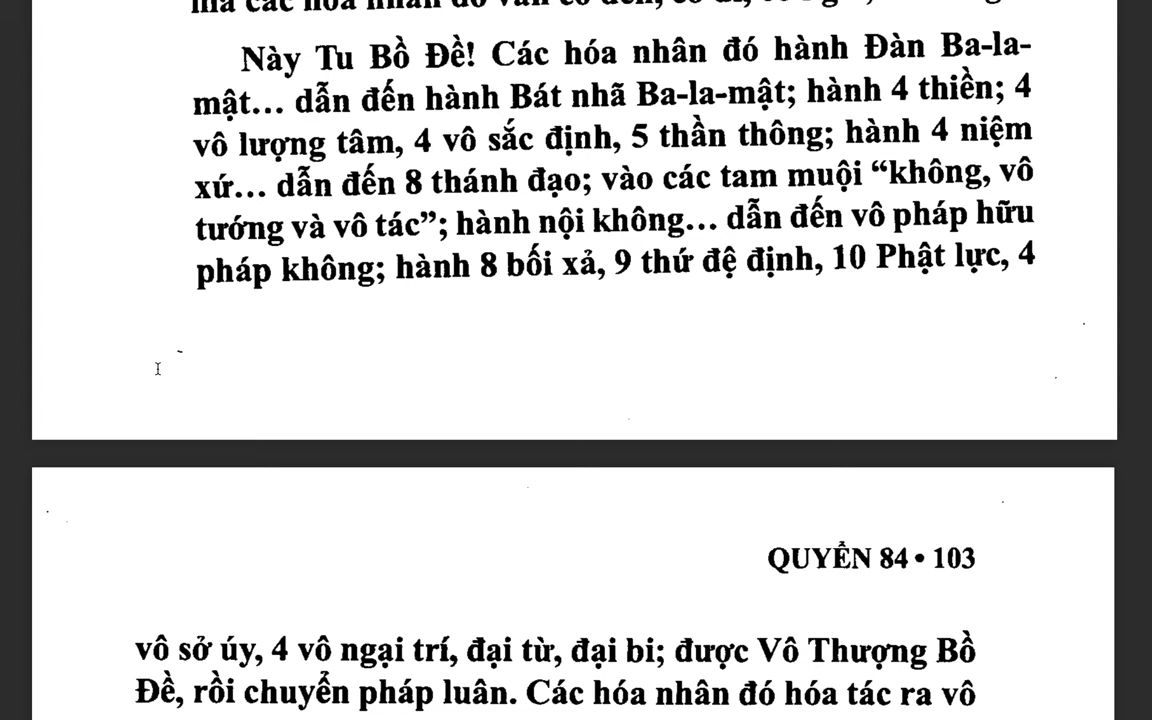 Này Tu Bồ Đề! Các hóa nhân đó hành Đàn Ba-la-
mật... dẫn đến hành Bát nhã Ba-la-mật; hành 4 thiền; 4
vô lượng tâm, 4 vô sắc định, 5 thần thông; hành 4 niệm
xứ... dẫn đến 8 thánh đạo; vào các tam muội “không, vô
tướng và vô tác”; hành nội không... dẫn đến vô pháp hữu
pháp không; hành 8 bối xả, 9 thứ đệ định, 10 Phật lực, 4
QUYỂN 84 • 103
vô sở úy, 4 vô ngại trí, đại từ, đại bi; được Vô Thượng Bồ
Đề, rồi chuyển pháp luân. Các hóa nhân đó hóa tác ra vô